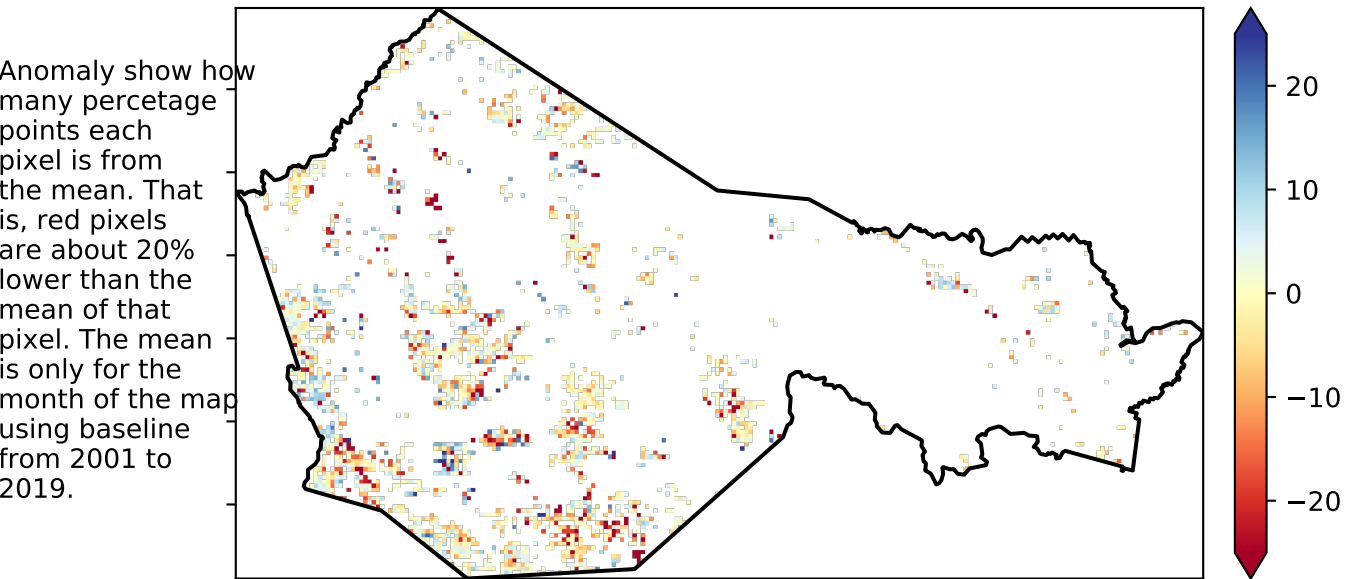 Anomaly show how
many percetage
points each
pixel is from
the mean. That
is, red pixels
are about 20%
lower than the
mean of that
pixel. The mean
is only for the
month of the map
using baseline
from 2001 to
2019.
20
10
0
−10
−20